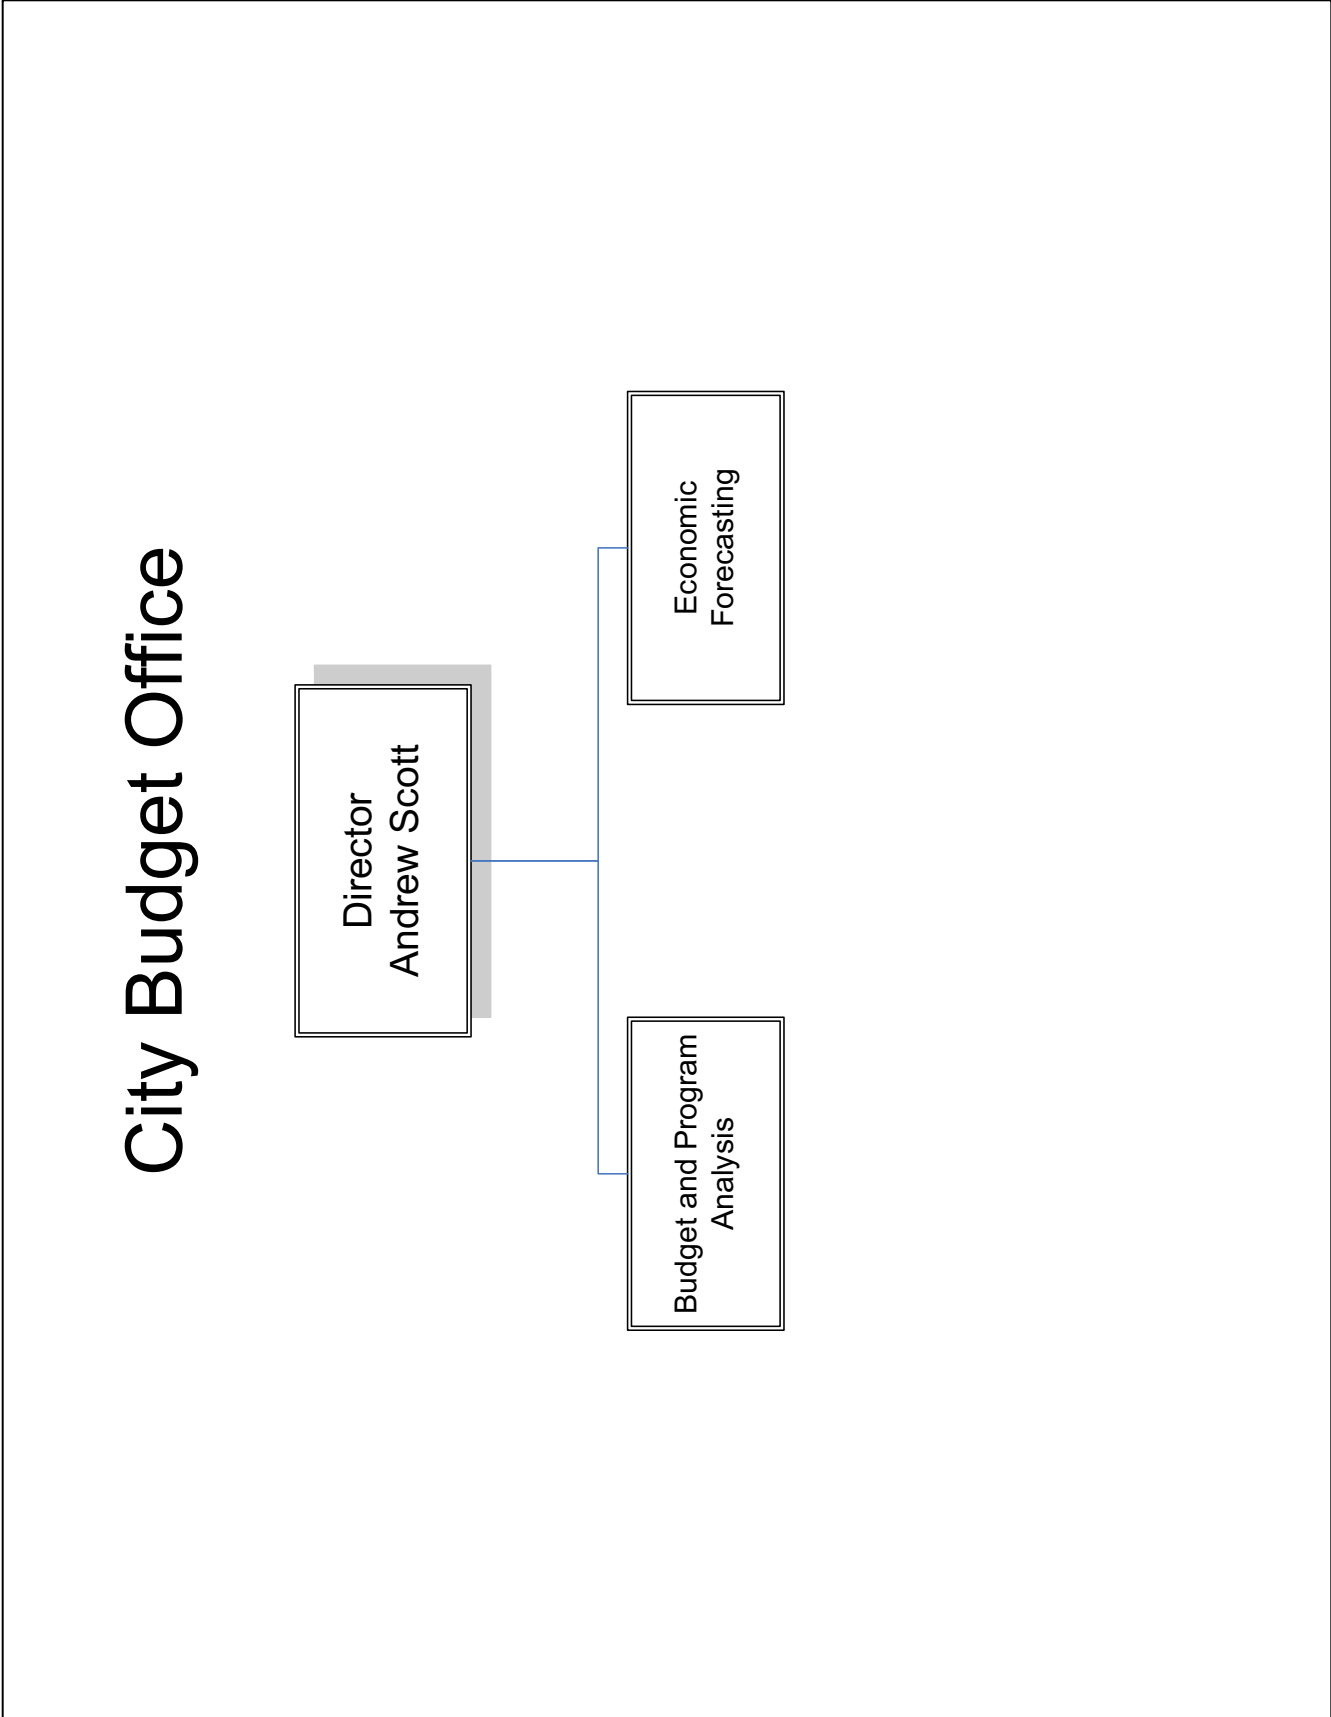 City Budget Office
Director
Andrew Scott
Budget and Program
Analysis
Economic
Forecasting